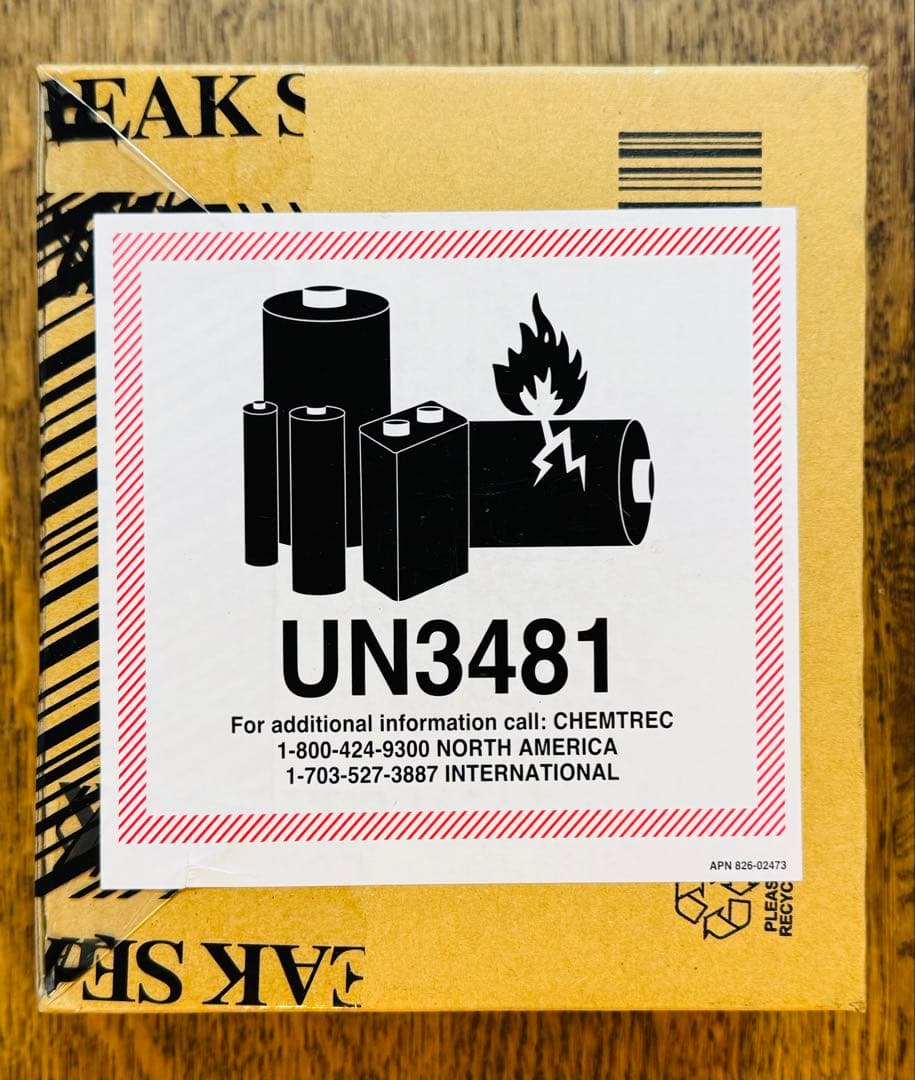 EAK S
UN3481
For additional information call: CHEMTREC
1-800-424-9300 NORTH AMERICA
1-703-527-3887 INTERNATIONAL
APN 826-02473
PLEAS
RECYC
EAK SE